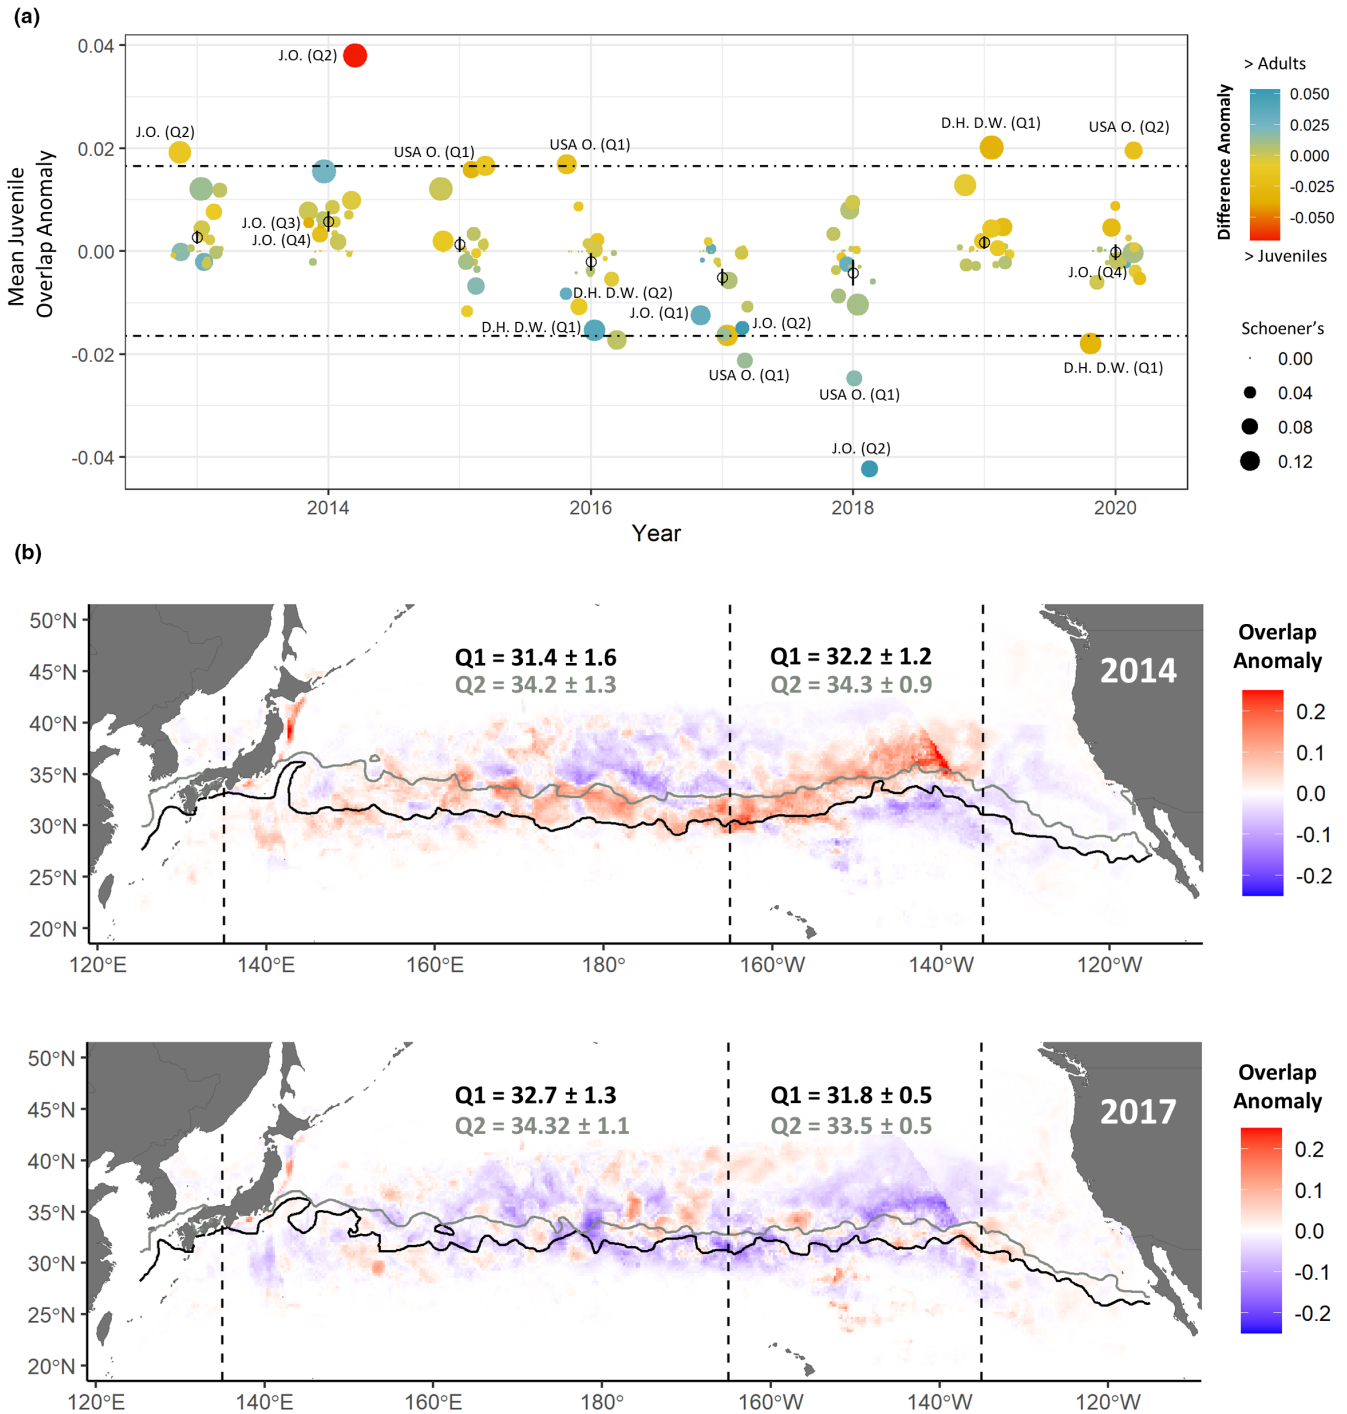 (a)
Mean Juvenile
Overlap Anomaly
0.04
0.02
0.00
-0.02
-0.04
J.O. (Q2)
J.O. (Q2)
USA O. (Q1)
USA O. (Q1)
D.H. D.W. (Q1)
USA O. (Q2)
J.O. (Q3)
J.O. (Q4)
D.H. D.W. (Q2)
D.H. D.W. (Q1)
J.O. (Q1)
J.O. (Q2)
USA O. (Q1)
USA O. (Q1)
J.O. (Q2)
J.O. (Q4)
D.H. D.W. (Q1)
2014
2016
2018
2020
Year
> Adults
Difference Anomaly
0.050
0.025
0.000
-0.025
-0.050
> Juveniles
Schoener's
0.00
0.04
0.08
0.12
(b)
50°N
45°N
40°N
35°N
30°N
25°N
20°N
Q1 = 31.4 ± 1.6
Q2 = 34.2 ± 1.3
Q1 = 32.2 ± 1.2
Q2 = 34.3 ± 0.9
2014
120°E
140°E
160°E
180°
160°W
140°W
120°W
Overlap
Anomaly
0.2
0.1
0.0
-0.1
-0.2
50°N
45°N
40°N
35°N
30°N
25°N
20°N
Q1 = 32.7 ± 1.3
Q2 = 34.32 ± 1.1
Q1 = 31.8 ± 0.5
Q2 = 33.5 ± 0.5
2017
120°E
140°E
160°E
180°
160°W
140°W
120°W
Overlap
Anomaly
0.2
0.1
0.0
-0.1
-0.2